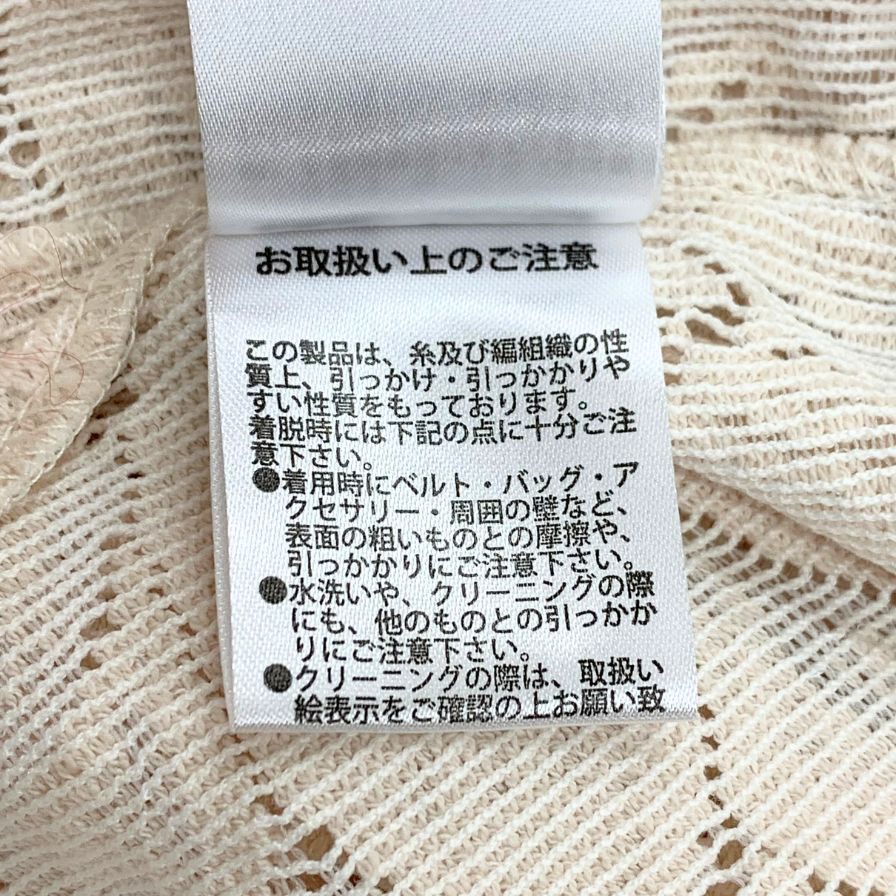 お取扱い上のご注意
この製品は、糸及び編組織の性
質上、引っかけ・引っかかりや
すい性質をもっております。
着脱時には下記の点に十分ご注
意下さい。
●着用時にベルト・バッグ・ア
クセサリー・周囲の壁など、
表面の粗いものとの摩擦や、
引っかかりにご注意下さい。
●水洗いや、クリーニングの際
にも、他のものとの引っかか
りにご注意下さい。
●クリーニングの際は、取扱い
絵表示をご確認の上お願い致